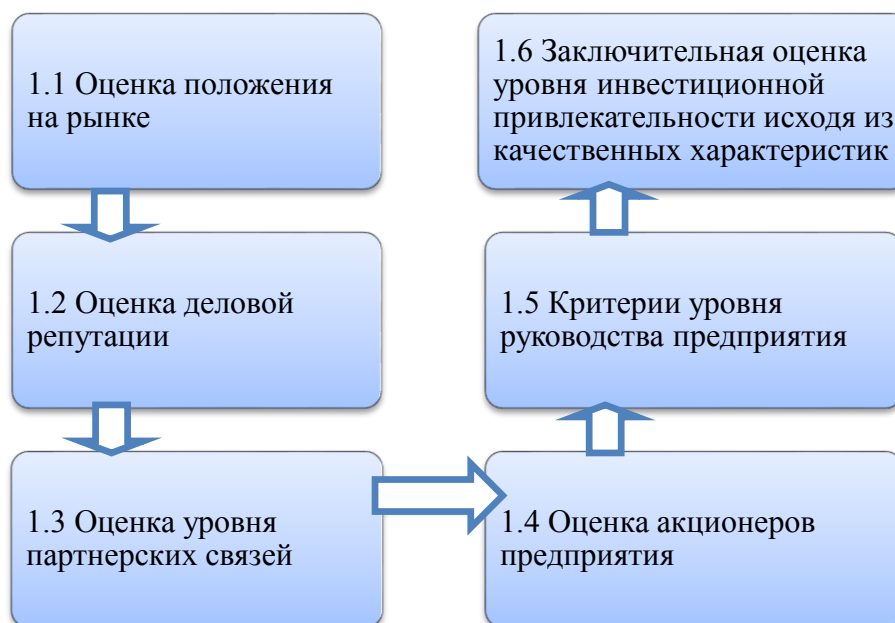 1.1 Оценка положения
на рынке
1.2 Оценка деловой
репутации
1.3 Оценка уровня
партнерских связей
1.4 Оценка акционеров
предприятия
1.5 Критерии уровня
руководства предприятия
1.6 Заключительная оценка
уровня инвестиционной
привлекательности исходя из
качественных характеристик